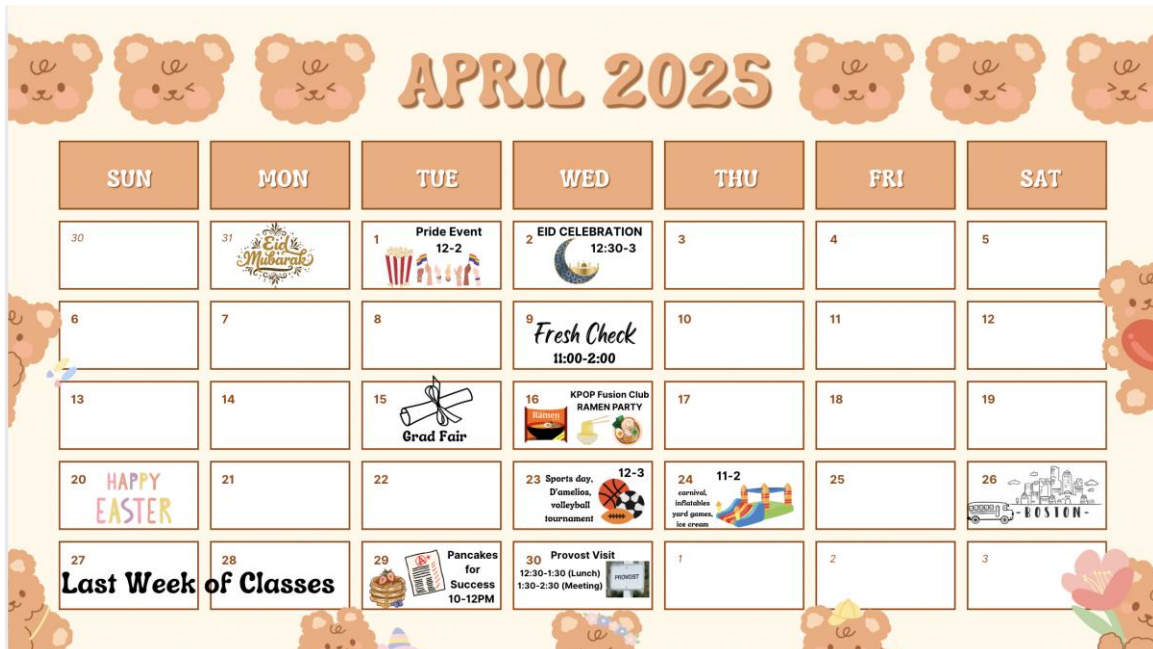 APRIL 2025
SUN
MON
TUE
WED
THU
FRI
SAT
30
31
Eid
Mubarak
1
Pride Event
12-2
2
EID CELEBRATION
12:30-3
3
4
5
6
7
8
9
Fresh Check
11:00-2:00
10
11
12
13
14
15
Grad Fair
16
KPOP Fusion Club
RAMEN PARTY
Ramen
17
18
19
20
HAPPY
EASTER
21
22
23
Sports day,
D'amelios,
volleyball
tournament
12-3
24
11-2
carnival,
inflatibles
yard games,
ice cream
25
26
-BOSTON-
27
28
Last Week of Classes
29
A+
Pancakes
for
Success
10-12PM
30
Provost Visit
12:30-1:30 (Lunch)
1:30-2:30 (Meeting)
PROVOST
1
2
3